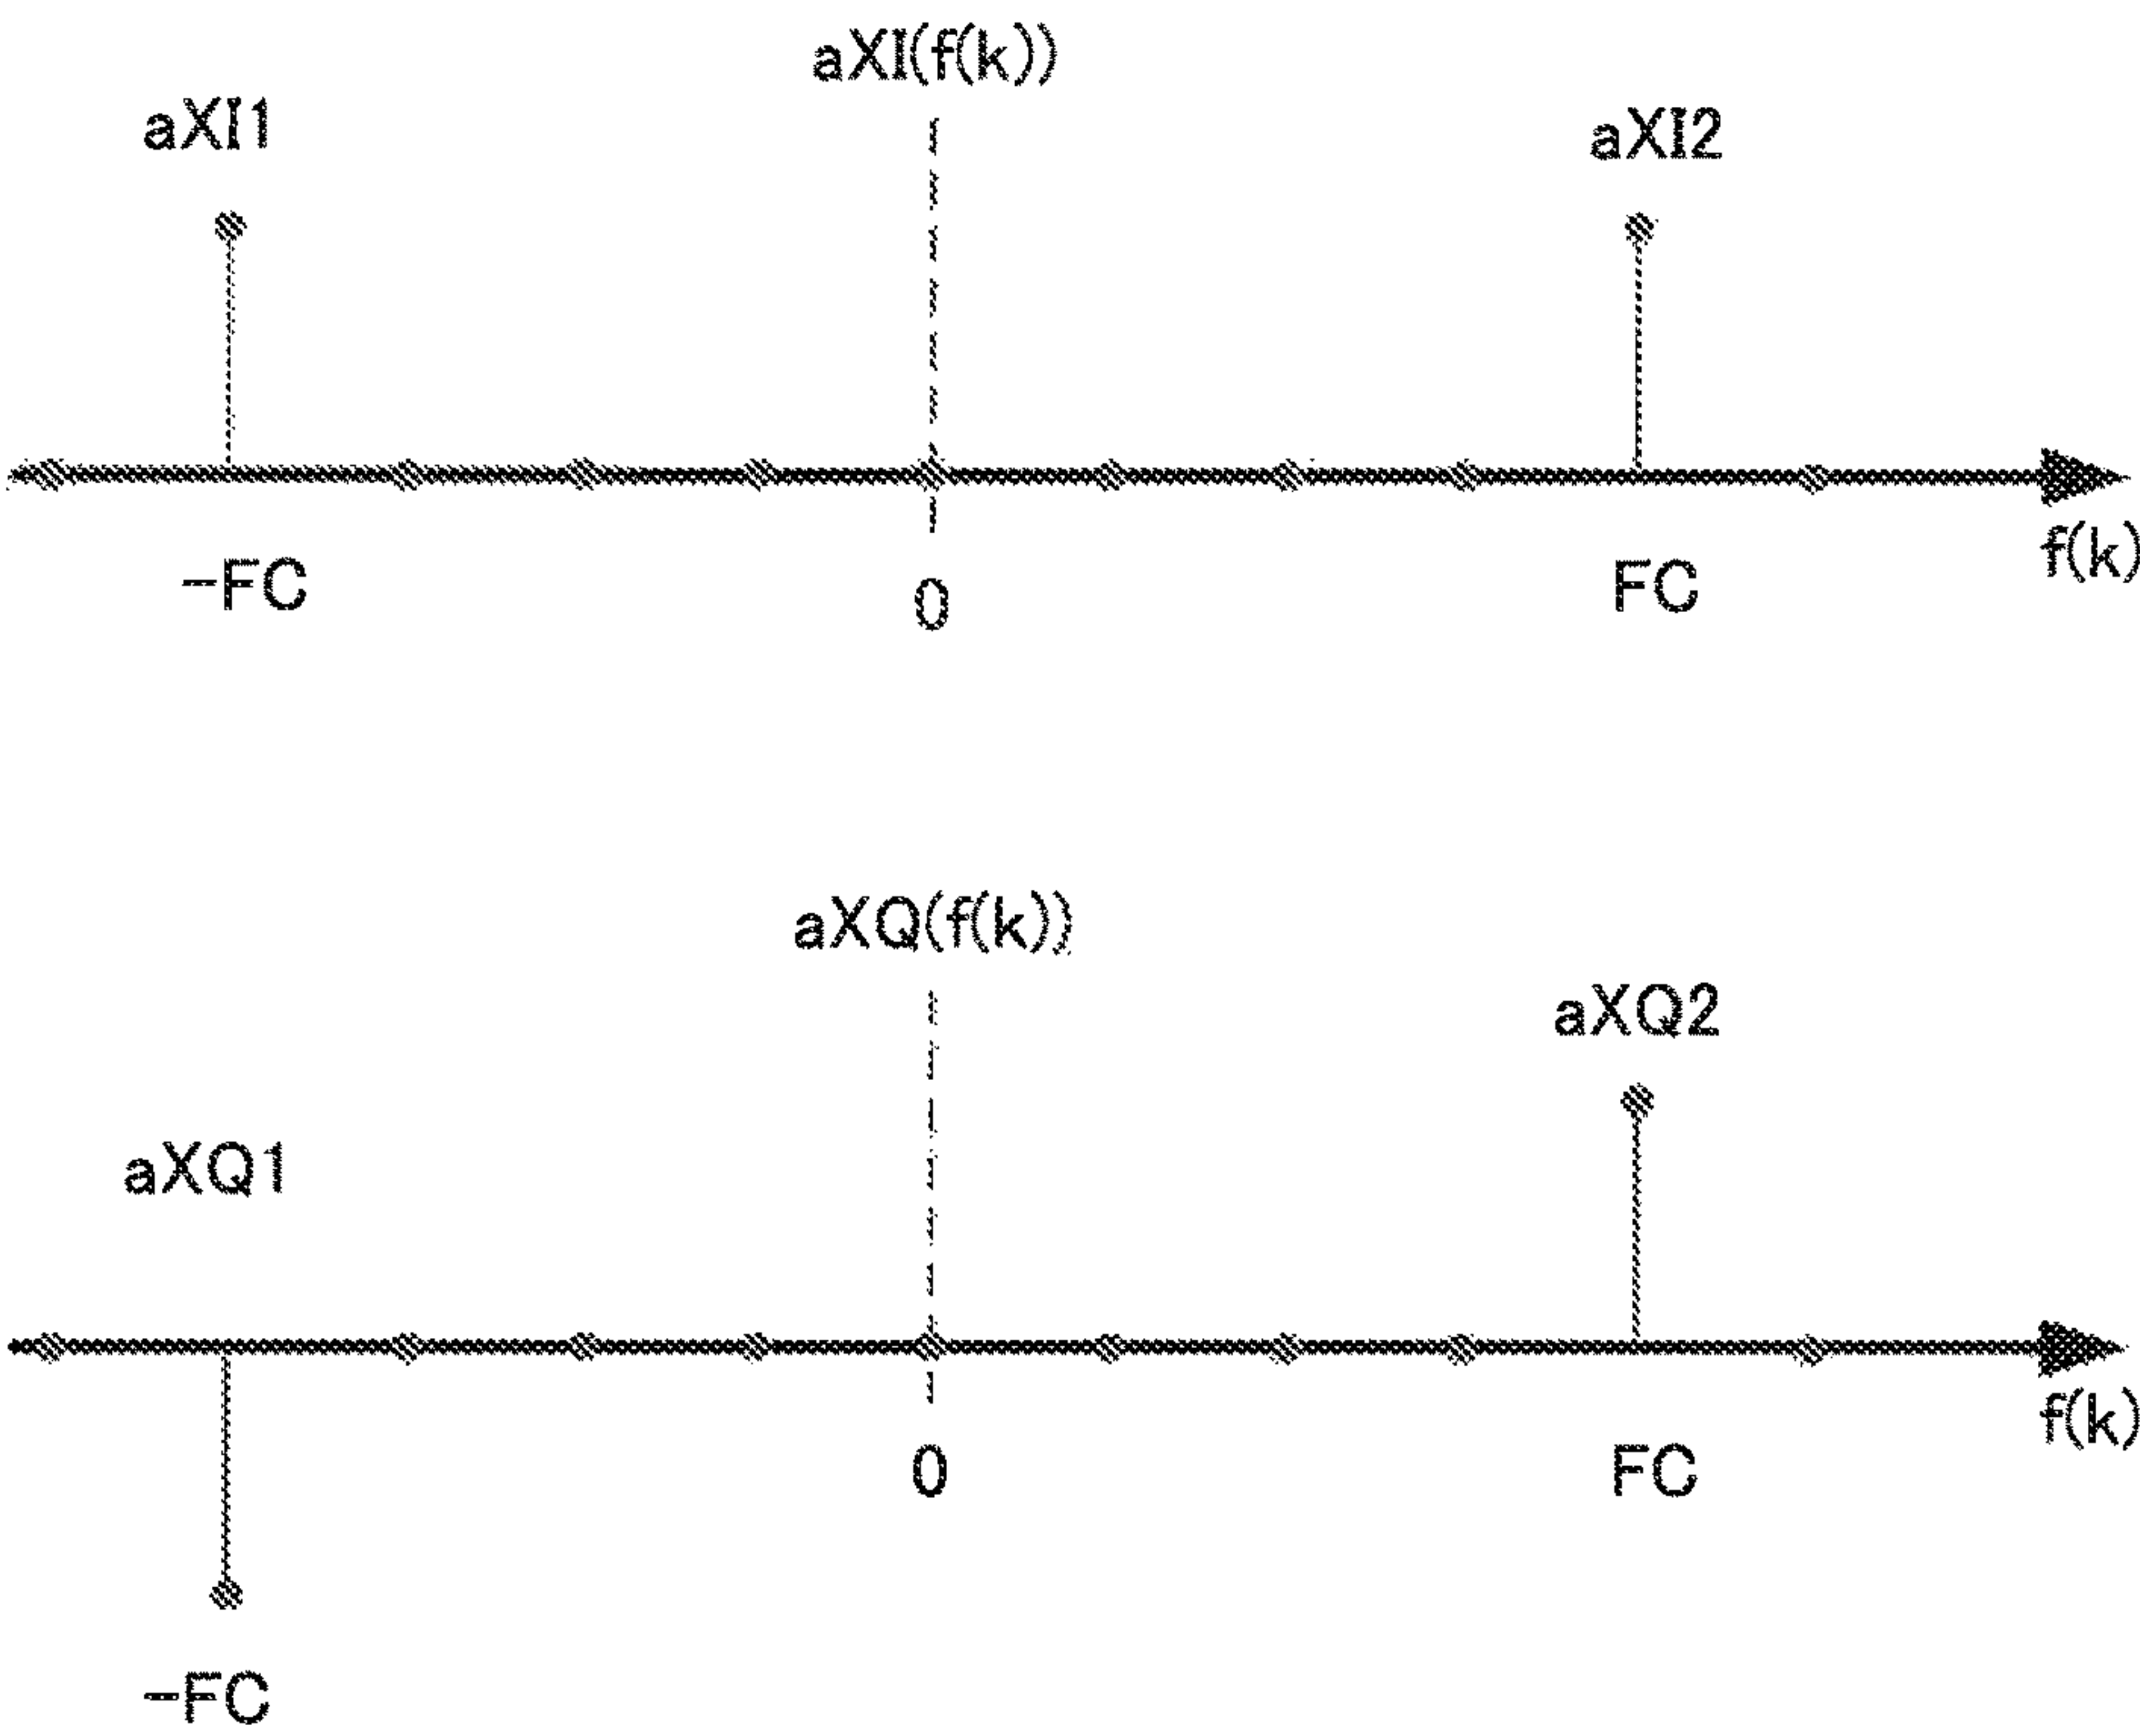 aXI(f(k))
aXI1
aXI2
f(k)
-FC
0
FC
aXQ(f(k))
aXQ2
aXQ1
f(k)
0
FC
-FC